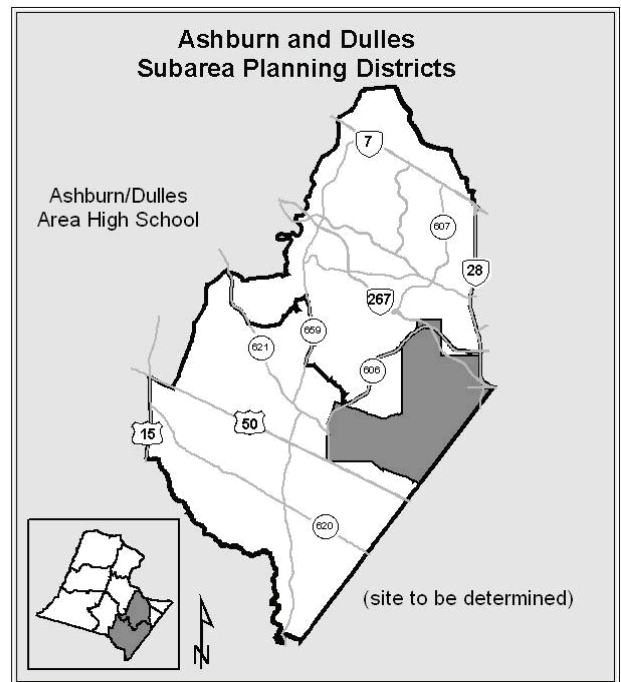 Ashburn and Dulles
Subarea Planning Districts
7
Ashburn/Dulles
Area High School
607
28
267
659
621
606
50
15
620
(site to be determined)
N